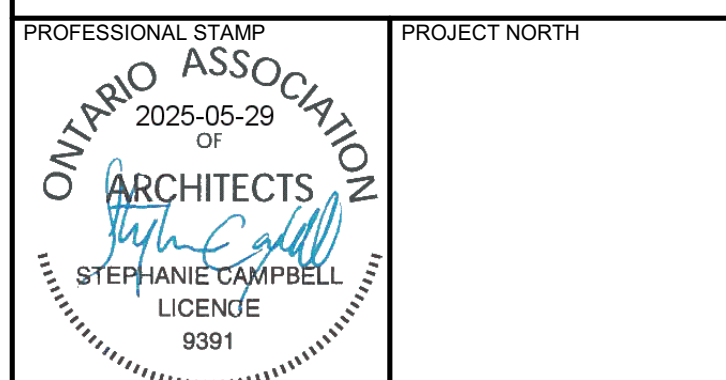 PROFESSIONAL STAMP
PROJECT NORTH
ONTARIO ASSOCIATION
2025-05-29
OF
ARCHITECTS
STEPHANIE CAMPBELL
LICENCE
9391